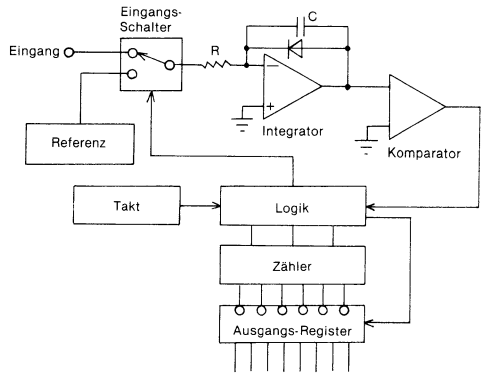 Eingangs-
Schalter
Eingang
R
C
−
+
Integrator
Komparator
Referenz
Takt
Logik
Zähler
Ausgangs-Register